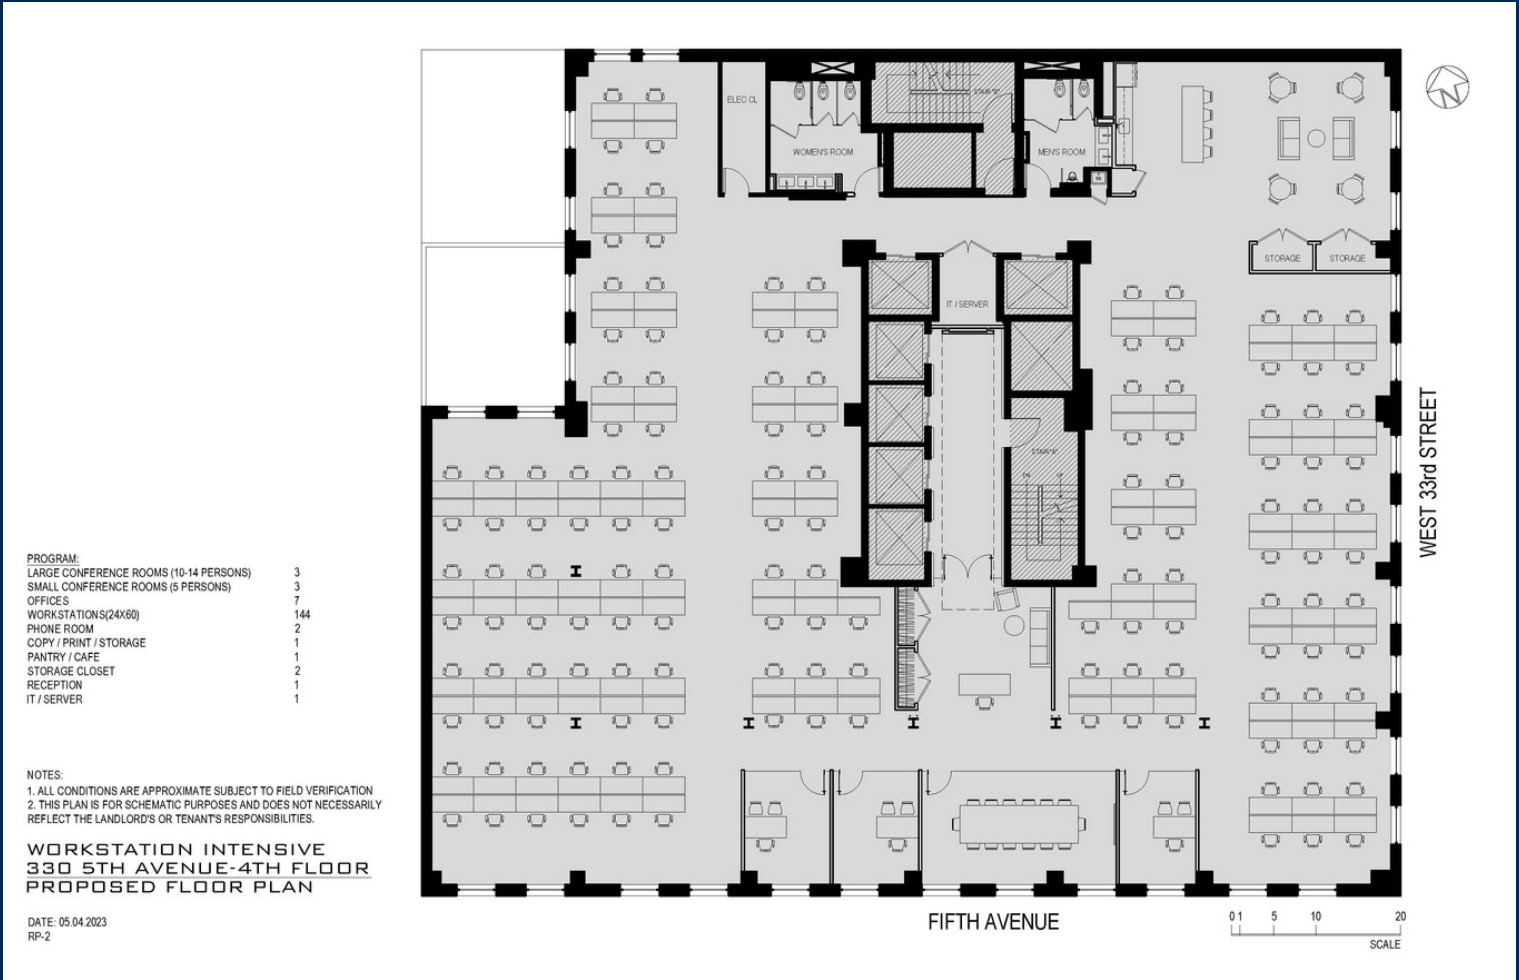 ELEC CL
WOMEN'S ROOM
STAIR "B"
MEN'S ROOM
STORAGE
STORAGE
IT / SERVER
STAIR "A"
DN
UP
WEST 33rd STREET
PROGRAM:
LARGE CONFERENCE ROOMS (10-14 PERSONS) 3
SMALL CONFERENCE ROOMS (5 PERSONS) 3
OFFICES 7
WORKSTATIONS(24X60) 144
PHONE ROOM 2
COPY / PRINT / STORAGE 1
PANTRY / CAFE 1
STORAGE CLOSET 2
RECEPTION 1
IT / SERVER 1
NOTES:
1. ALL CONDITIONS ARE APPROXIMATE SUBJECT TO FIELD VERIFICATION
2. THIS PLAN IS FOR SCHEMATIC PURPOSES AND DOES NOT NECESSARILY
REFLECT THE LANDLORD'S OR TENANT'S RESPONSIBILITIES.
WORKSTATION INTENSIVE
330 5TH AVENUE-4TH FLOOR
PROPOSED FLOOR PLAN
DATE: 05.04.2023
RP-2
FIFTH AVENUE
0 1 5 10 20
SCALE